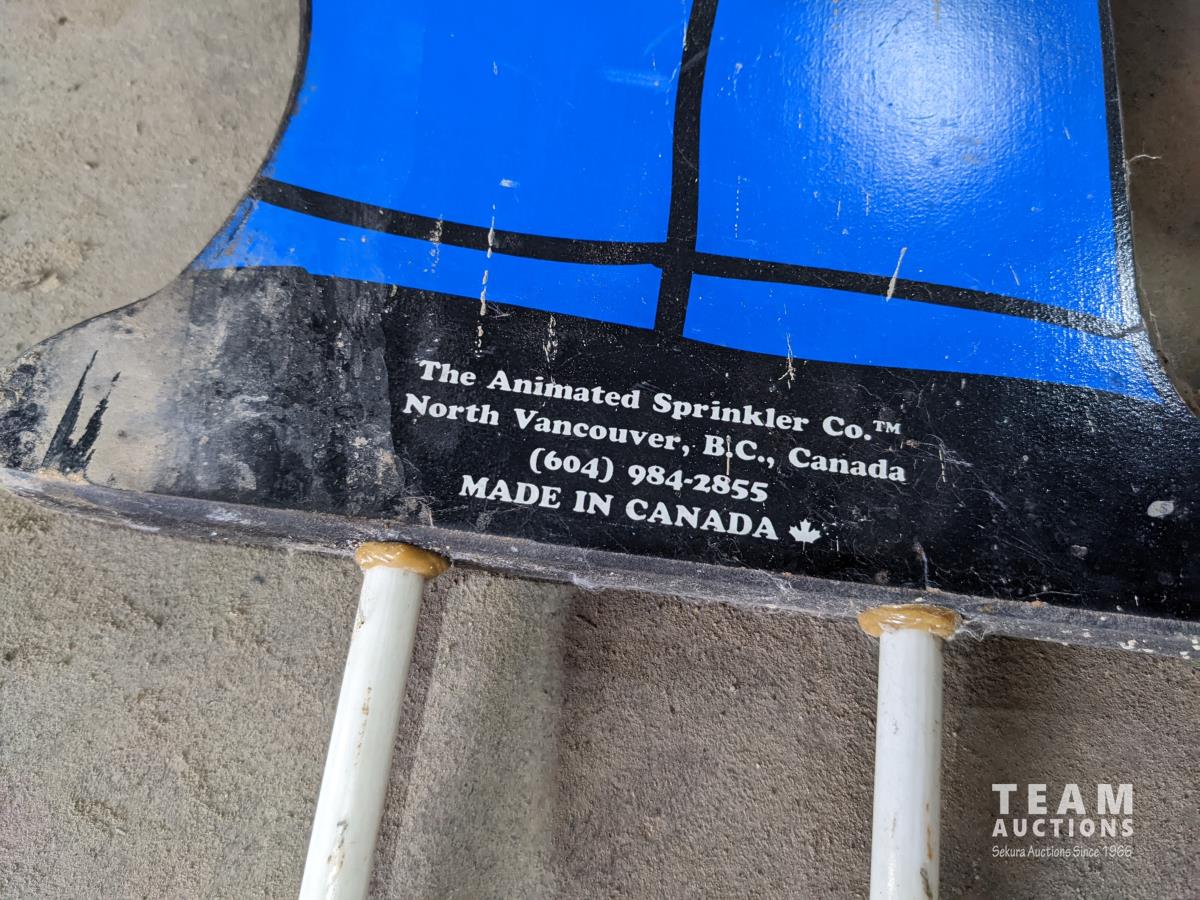 The Animated Sprinkler Co.™
North Vancouver, B.C., Canada
(604) 984-2855
MADE IN CANADA
TEAM
AUCTIONS
Sekura Auctions Since 1966